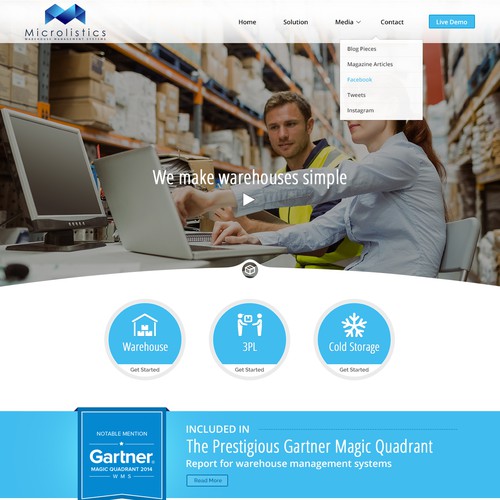 Microlistics
WAREHOUSE MANAGEMENT SYSTEMS
Home
Solution
Media
Contact
Live Demo
Blog Pieces
Magazine Articles
Facebook
Tweets
Instagram
We make warehouses simple
Warehouse
Get Started
3PL
Get Started
Cold Storage
Get Started
NOTABLE MENTION
Gartner
MAGIC QUADRANT 2014
WMS
INCLUDED IN
The Prestigious Gartner Magic Quadrant
Report for warehouse management systems
Read More